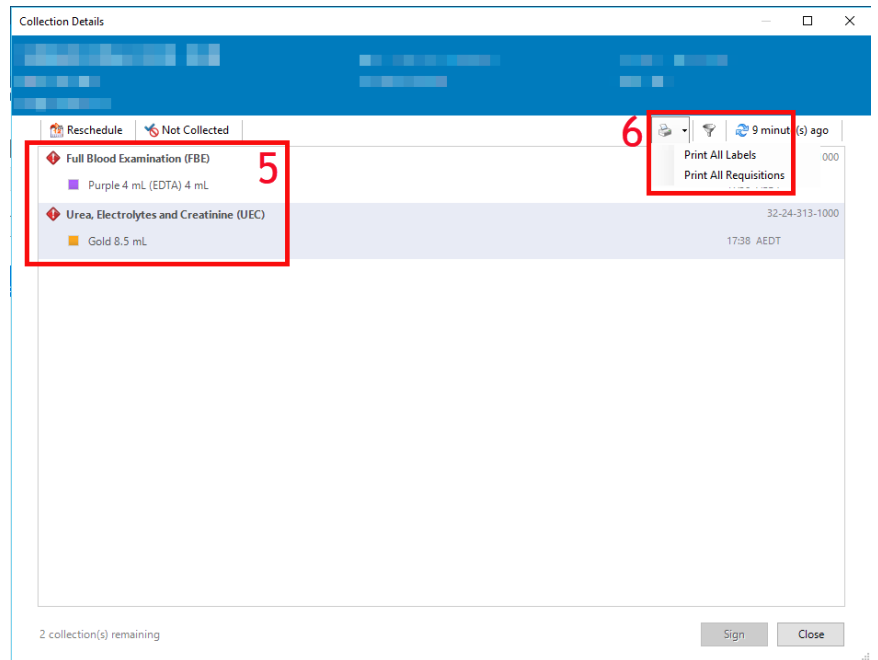 Collection Details
Reschedule Not Collected 6 9 minut (s) ago
Full Blood Examination (FBE) 5 Print All Labels 000
Purple 4 mL (EDTA) 4 mL Print All Requisitions
Urea, Electrolytes and Creatinine (UEC) 32-24-313-1000
Gold 8.5 mL 17:38 AEDT
2 collection(s) remaining Sign Close